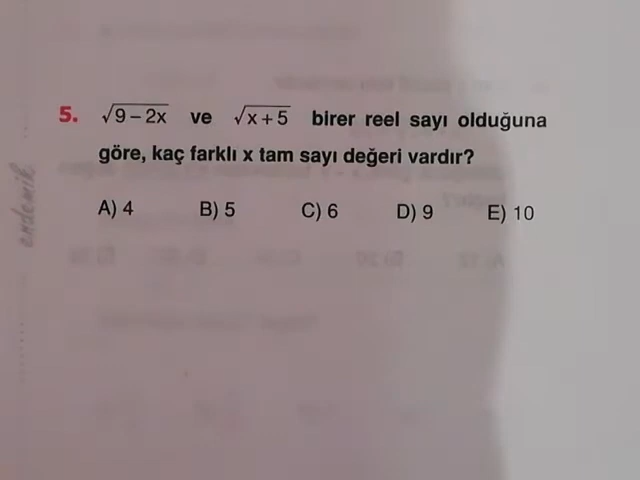 5. √9 – 2x ve √x + 5 birer reel sayı olduğuna
göre, kaç farklı x tam sayı değeri vardır?
A) 4 B) 5 C) 6 D) 9 E) 10
endemik